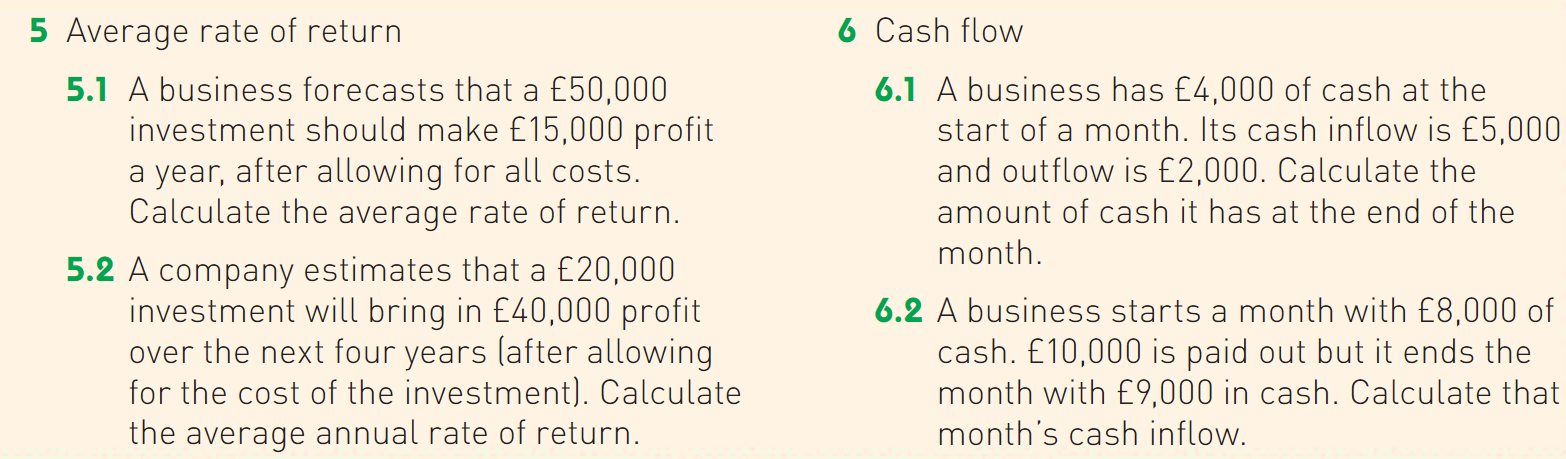 5 Average rate of return
5.1 A business forecasts that a £50,000
investment should make £15,000 profit
a year, after allowing for all costs.
Calculate the average rate of return.
5.2 A company estimates that a £20,000
investment will bring in £40,000 profit
over the next four years (after allowing
for the cost of the investment). Calculate
the average annual rate of return.
6 Cash flow
6.1 A business has £4,000 of cash at the
start of a month. Its cash inflow is £5,000
and outflow is £2,000. Calculate the
amount of cash it has at the end of the
month.
6.2 A business starts a month with £8,000 of
cash. £10,000 is paid out but it ends the
month with £9,000 in cash. Calculate that
month's cash inflow.